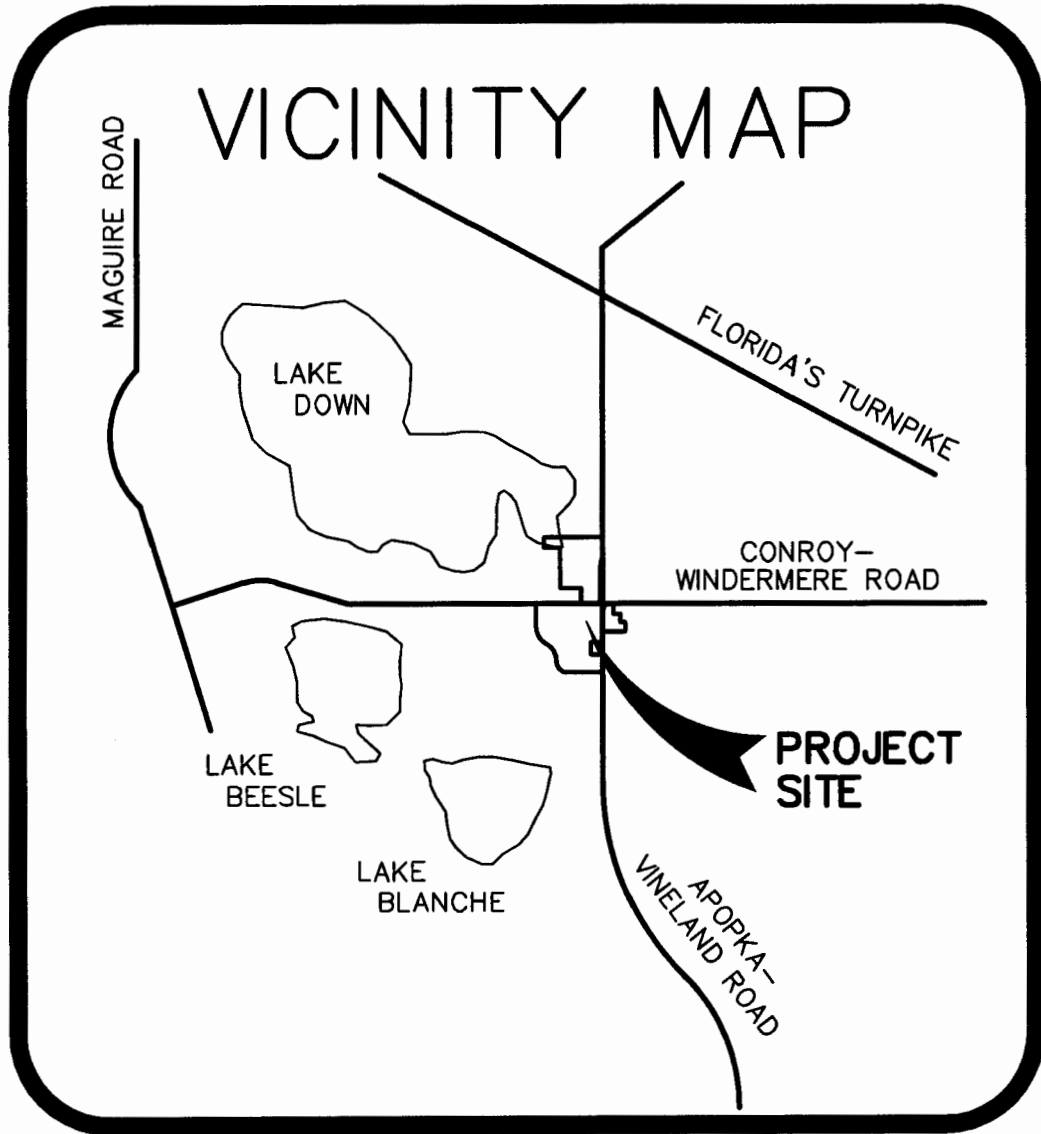 VICINITY MAP
MAGUIRE ROAD
FLORIDA'S TURNPIKE
LAKE
DOWN
CONROY-
WINDERMERE ROAD
PROJECT
SITE
LAKE
BEESLE
LAKE
BLANCHE
APOPKA-
VINELAND ROAD